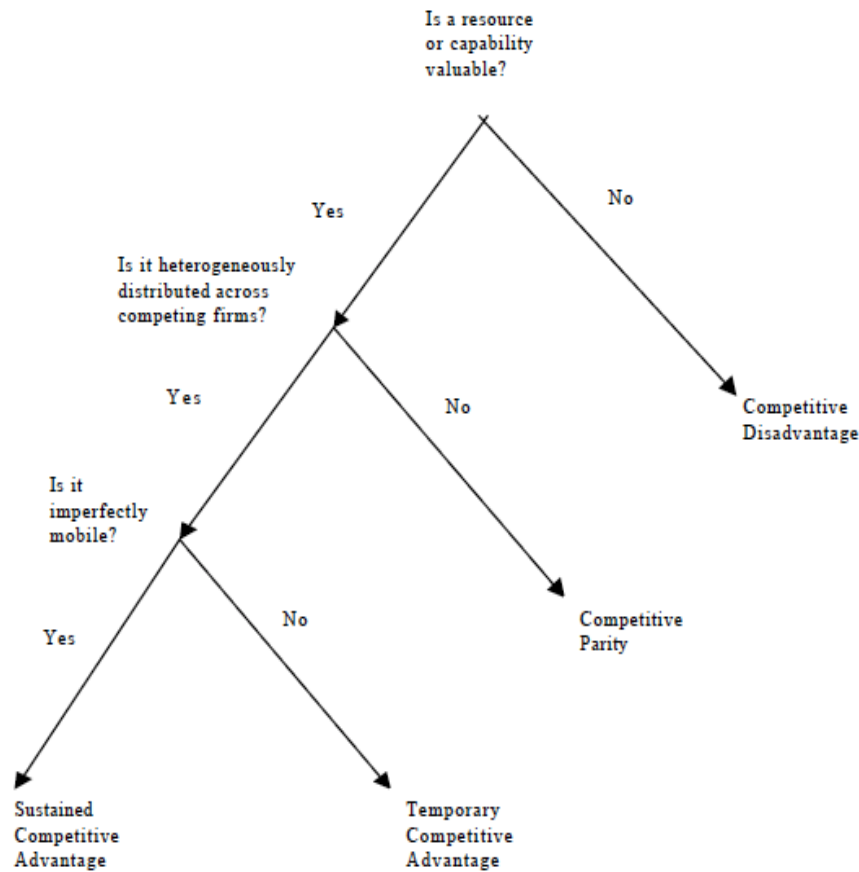 Is a resource
or capability
valuable?
No
Yes
Is it heterogeneously
distributed across
competing firms?
Yes
No
Competitive
Disadvantage
Is it
imperfectly
mobile?
No
Competitive
Parity
Yes
Sustained
Competitive
Advantage
Temporary
Competitive
Advantage